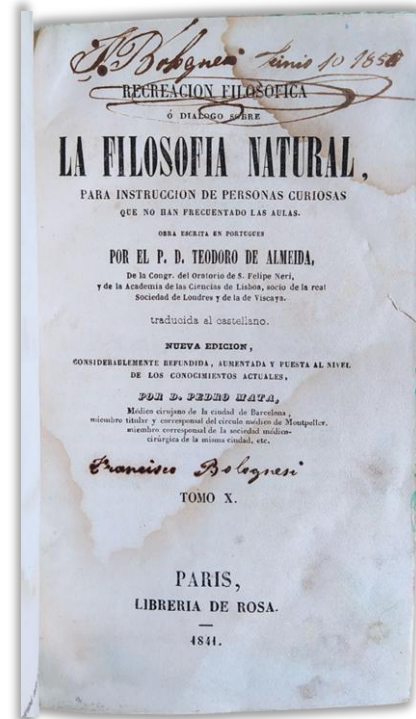 F. Bolognesi Junio 10 185
RECREACION FILOSOFICA
Ó DIALOGO SOBRE
LA FILOSOFIA NATURAL,
PARA INSTRUCCION DE PERSONAS CURIOSAS
QUE NO HAN FRECUENTADO LAS AULAS.
OBRA ESCRITA EN PORTUGUES
POR EL P. D. TEODORO DE ALMEIDA,
De la Congr. del Oratorio de S. Felipe Neri,
y de la Academia de las Ciencias de Lisboa, socio de la real
Sociedad de Londres y de la de Viscaya.
traducida al castellano.
NUEVA EDICION,
CONSIDERABLEMENTE REFUNDIDA, AUMENTADA Y PUESTA AL NIVEL
DE LOS CONOCIMIENTOS ACTUALES,
POR D. PEDRO MATA,
Médico cirujano de la ciudad de Barcelona,
miembro titular y corresponsal del círculo médico de Montpeller,
miembro corresponsal de la sociedad médico-
cirúrgica de la misma ciudad, etc.
Francisco Bolognesi
TOMO X.
PARIS,
LIBRERIA DE ROSA.
1841.